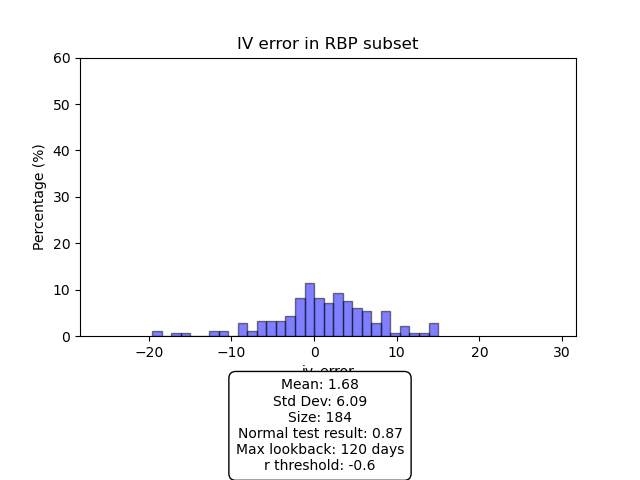 IV error in RBP subset
Percentage (%)
60
50
40
30
20
10
0
−20 −10 0 10 20 30
iv_error
Mean: 1.68
Std Dev: 6.09
Size: 184
Normal test result: 0.87
Max lookback: 120 days
r threshold: -0.6